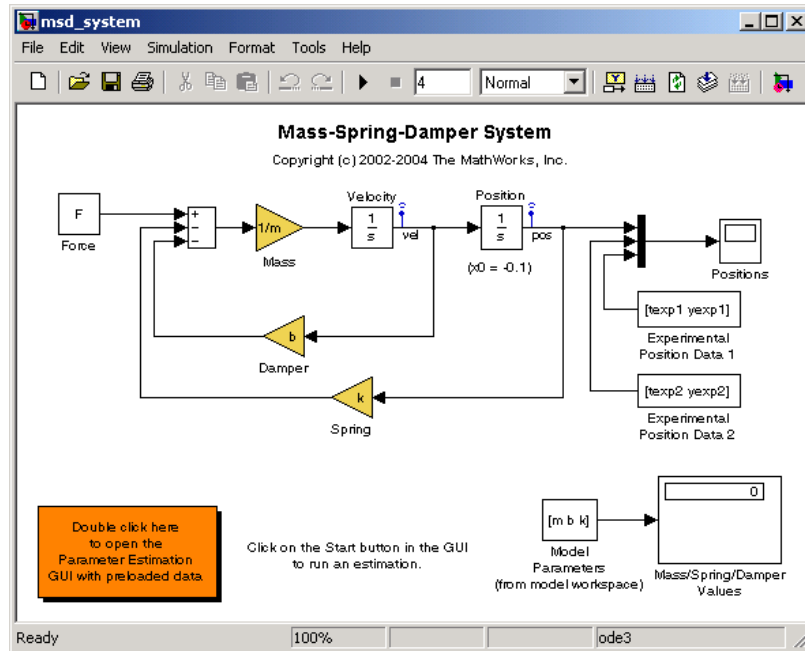 msd_system
File Edit View Simulation Format Tools Help
4 Normal
Mass-Spring-Damper System
Copyright (c) 2002-2004 The MathWorks, Inc.
Velocity
Position
F
Force
+
−
−
1/m
Mass
1
s
vel
1
s
pos
(x0 = -0.1)
Positions
[texp1 yexp1]
Experimental
Position Data 1
b
Damper
k
Spring
[texp2 yexp2]
Experimental
Position Data 2
Double click here
to open the
Parameter Estimation
GUI with preloaded data
Click on the Start button in the GUI
to run an estimation.
[m b k]
Model
Parameters
(from model workspace)
0
Mass/Spring/Damper
Values
Ready 100% ode3